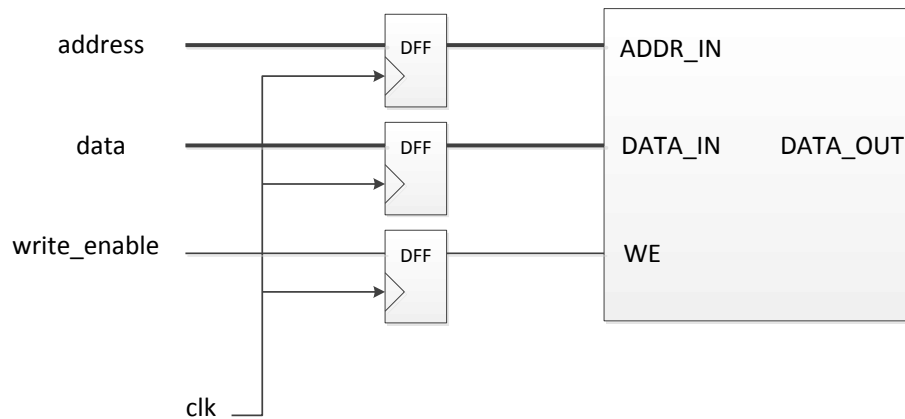 address
DFF
ADDR_IN
data
DFF
DATA_IN
DATA_OUT
write_enable
DFF
WE
clk